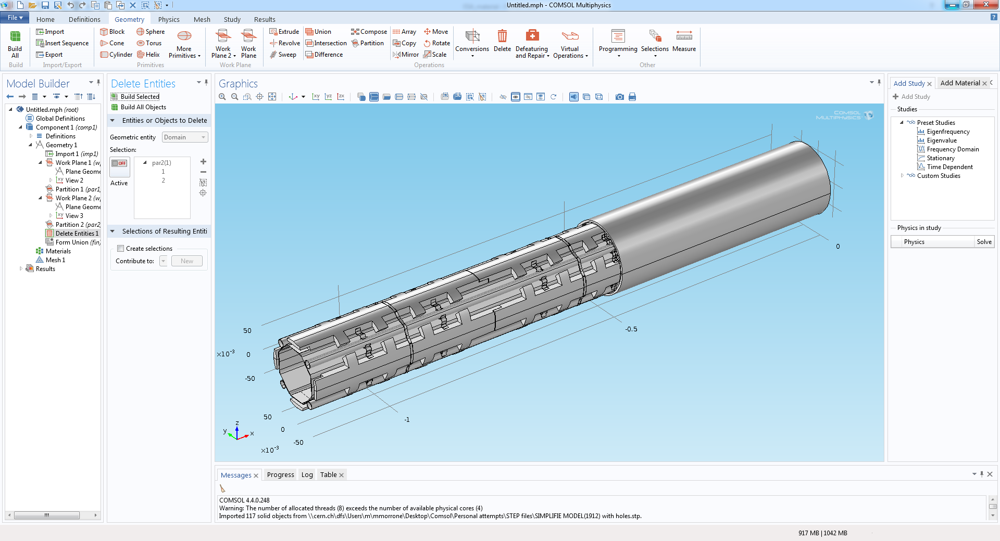 Untitled.mph - COMSOL Multiphysics
File Home Definitions Geometry Physics Mesh Study Results
Build All
Build
Import
Insert Sequence
Export
Import/Export
Block Sphere
Cone Torus
Cylinder Helix
More Primitives
Primitives
Work Plane 2
Work Plane
Work Plane
Extrude
Revolve
Sweep
Union
Intersection
Difference
Compose
Partition
Array Move
Copy Rotate
Mirror Scale
Conversions
Delete
Defeaturing and Repair
Virtual Operations
Operations
Programming
Selections
Measure
Other
Model Builder
Untitled.mph (root)
Global Definitions
Component 1 (comp1)
Definitions
Geometry 1
Import 1 (imp1)
Work Plane 1 (w
Plane Geome
View 2
Partition 1 (par1
Work Plane 2 (w
Plane Geome
View 3
Partition 2 (par2
Delete Entities 1
Form Union (fin
Materials
Mesh 1
Results
Delete Entities
Build Selected
Build All Objects
Entities or Objects to Delete
Geometric entity Domain
Selection:
OFF
Active
par2(1)
1
2
Selections of Resulting Entiti
Create selections
Contribute to: New
Graphics
xy yz zx
COMSOL
MULTIPHYSICS
0
-0.5
-1
50
×10⁻³ 0
-50
50
0
-50
×10⁻³
z
y
x
Messages Progress Log Table
COMSOL 4.4.0.248
Warning: The number of allocated threads (8) exceeds the number of available physical cores (4)
Imported 117 solid objects from \\cern.ch\dfs\Users\m\mmorrone\Desktop\Comsol\Personal attempts\STEP files\SIMPLIFIE MODEL(1912) with holes.stp.
Add Study Add Material
Add Study
Studies
Preset Studies
Eigenfrequency
Eigenvalue
Frequency Domain
Stationary
Time Dependent
Custom Studies
Physics in study
Physics Solve
917 MB | 1042 MB